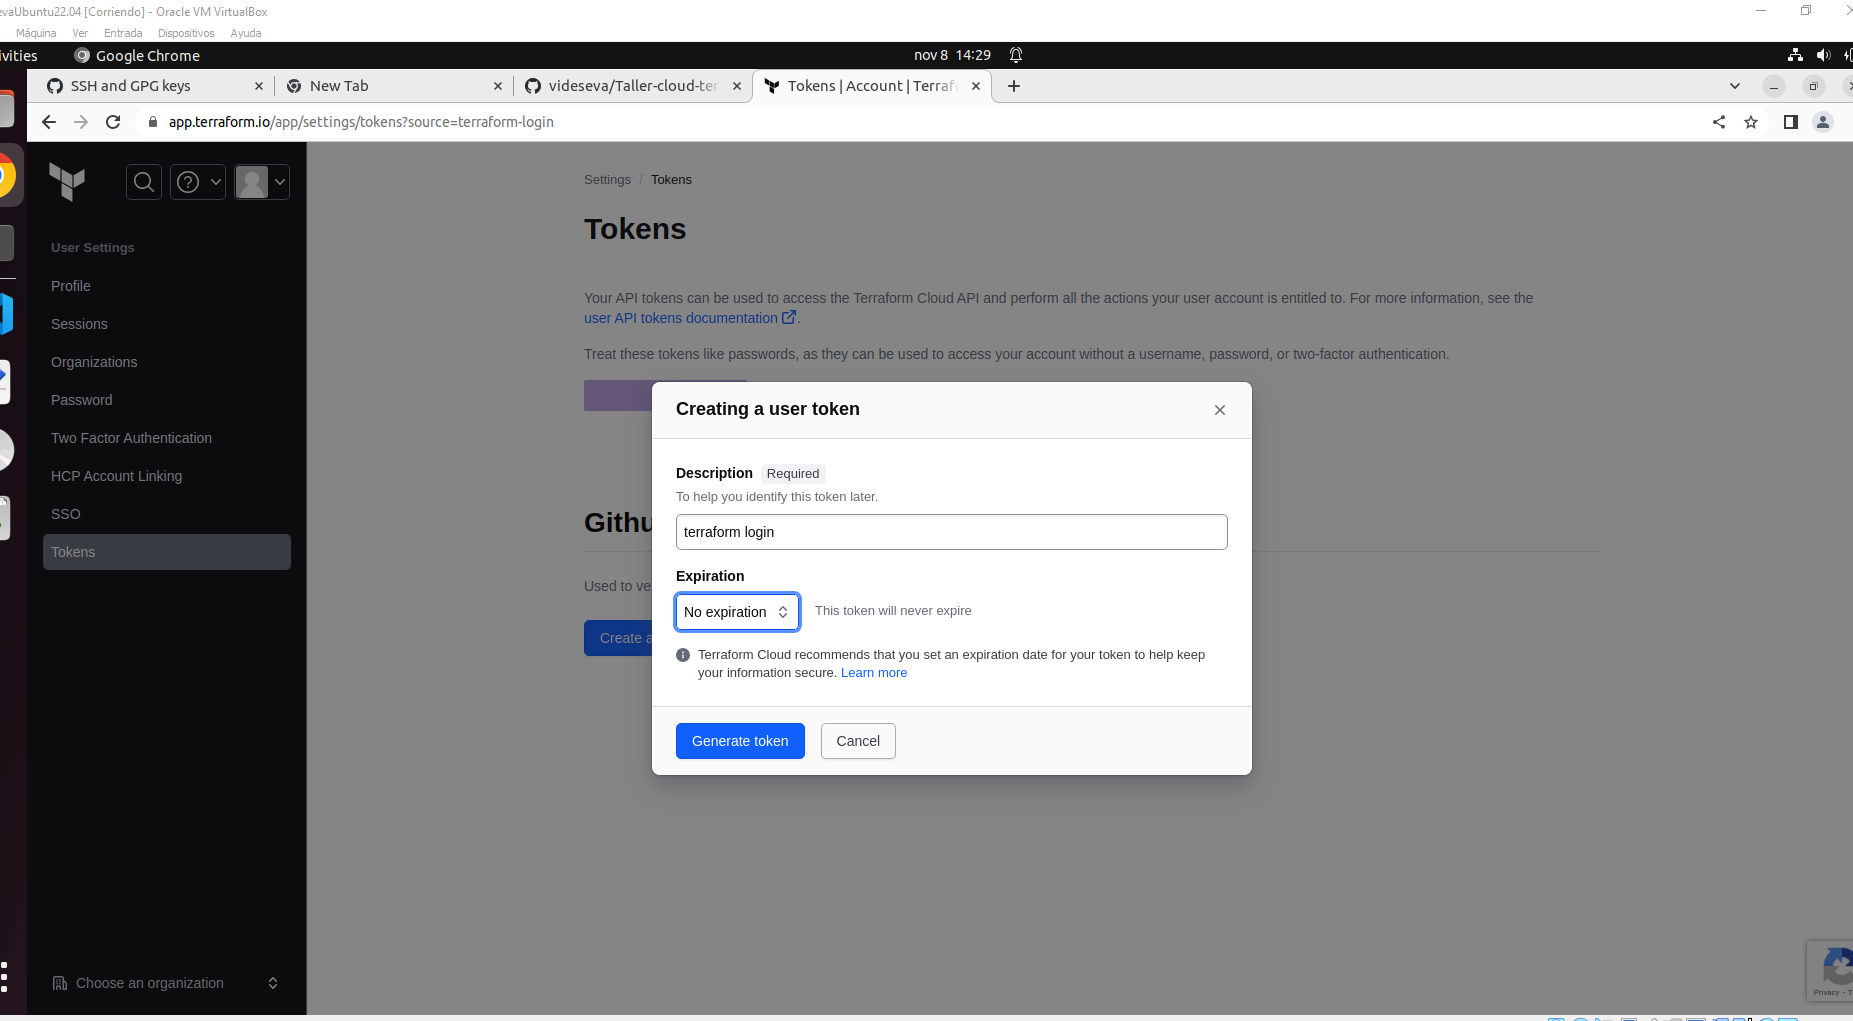 evaUbuntu22.04 [Corriendo] - Oracle VM VirtualBox
Máquina Ver Entrada Dispositivos Ayuda
ivities Google Chrome nov 8 14:29
SSH and GPG keys New Tab videseva/Taller-cloud-ter Tokens | Account | Terraf
app.terraform.io/app/settings/tokens?source=terraform-login
User Settings
Profile
Sessions
Organizations
Password
Two Factor Authentication
HCP Account Linking
SSO
Tokens
Choose an organization
Settings / Tokens
Tokens
Your API tokens can be used to access the Terraform Cloud API and perform all the actions your user account is entitled to. For more information, see the
user API tokens documentation.
Treat these tokens like passwords, as they can be used to access your account without a username, password, or two-factor authentication.
Githu
Used to ve
Create a
Creating a user token
Description Required
To help you identify this token later.
terraform login
Expiration
No expiration This token will never expire
Terraform Cloud recommends that you set an expiration date for your token to help keep
your information secure. Learn more
Generate token Cancel
Privacy - T